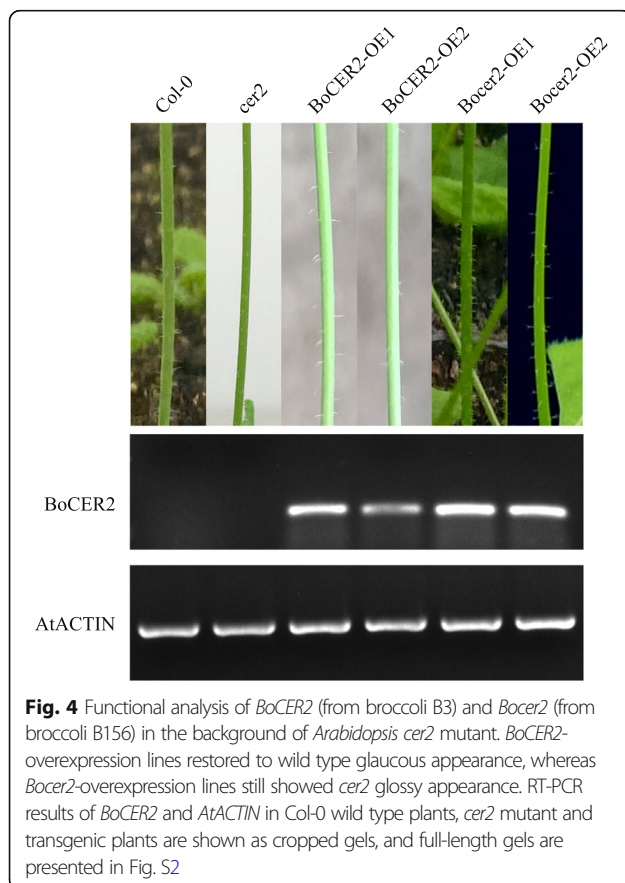 Col-0
cer2
BoCER2-OE1
BoCER2-OE2
Bocer2-OE1
Bocer2-OE2
BoCER2
AtACTIN
Fig. 4 Functional analysis of BoCER2 (from broccoli B3) and Bocer2 (from
broccoli B156) in the background of Arabidopsis cer2 mutant. BoCER2-
overexpression lines restored to wild type glaucous appearance, whereas
Bocer2-overexpression lines still showed cer2 glossy appearance. RT-PCR
results of BoCER2 and AtACTIN in Col-0 wild type plants, cer2 mutant and
transgenic plants are shown as cropped gels, and full-length gels are
presented in Fig. S2